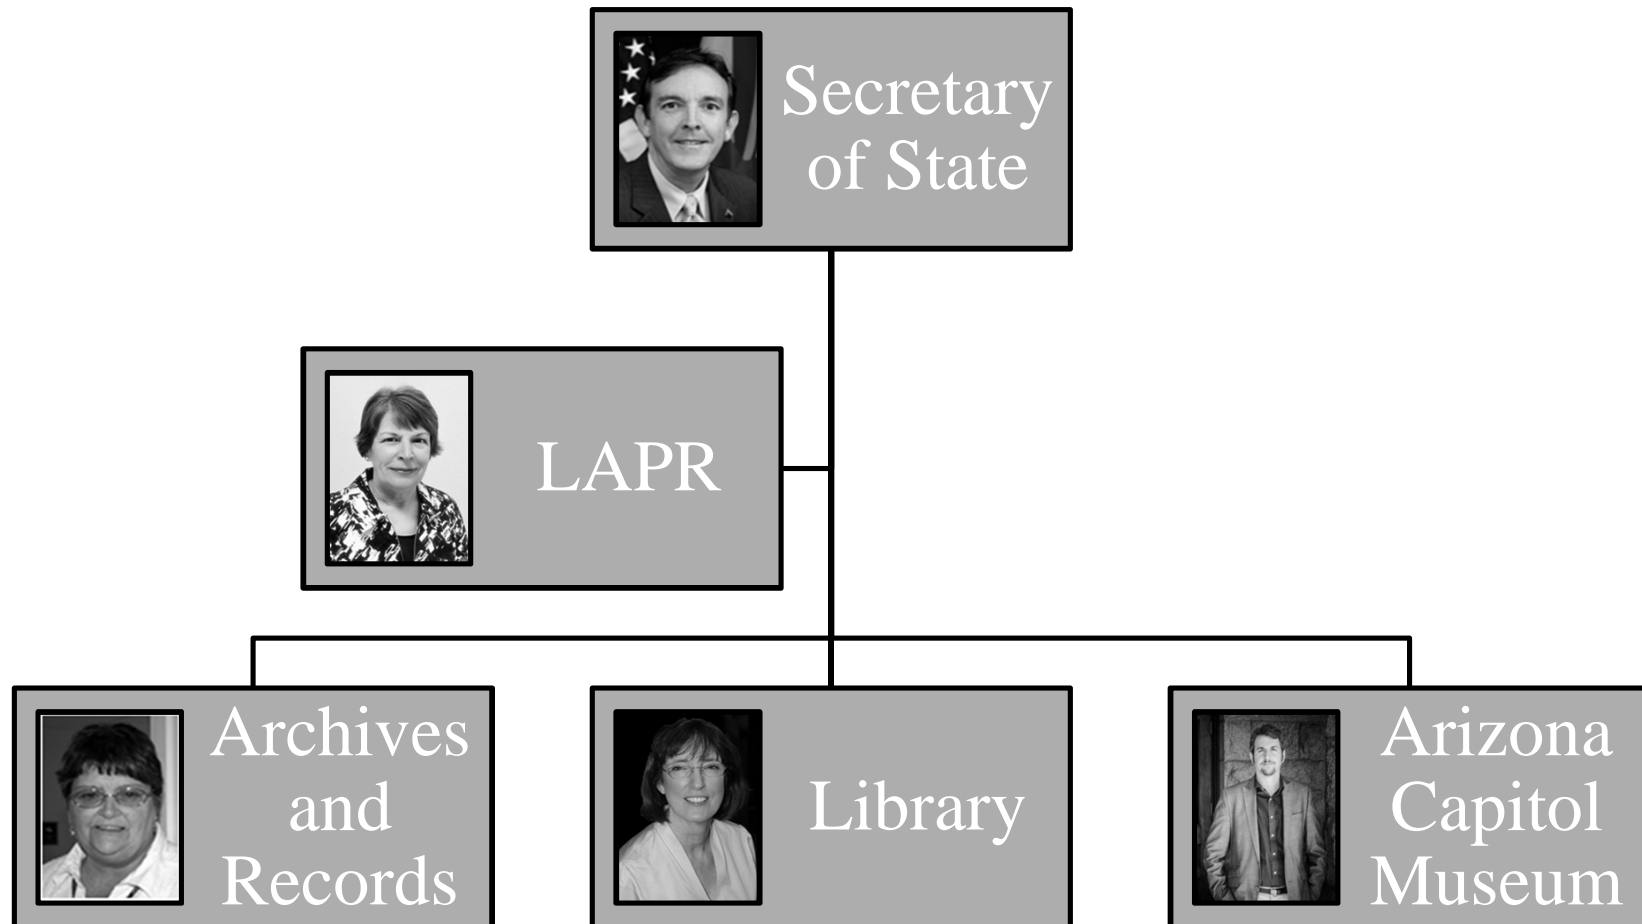 Secretary
of State
LAPR
Archives
and
Records
Library
Arizona
Capitol
Museum